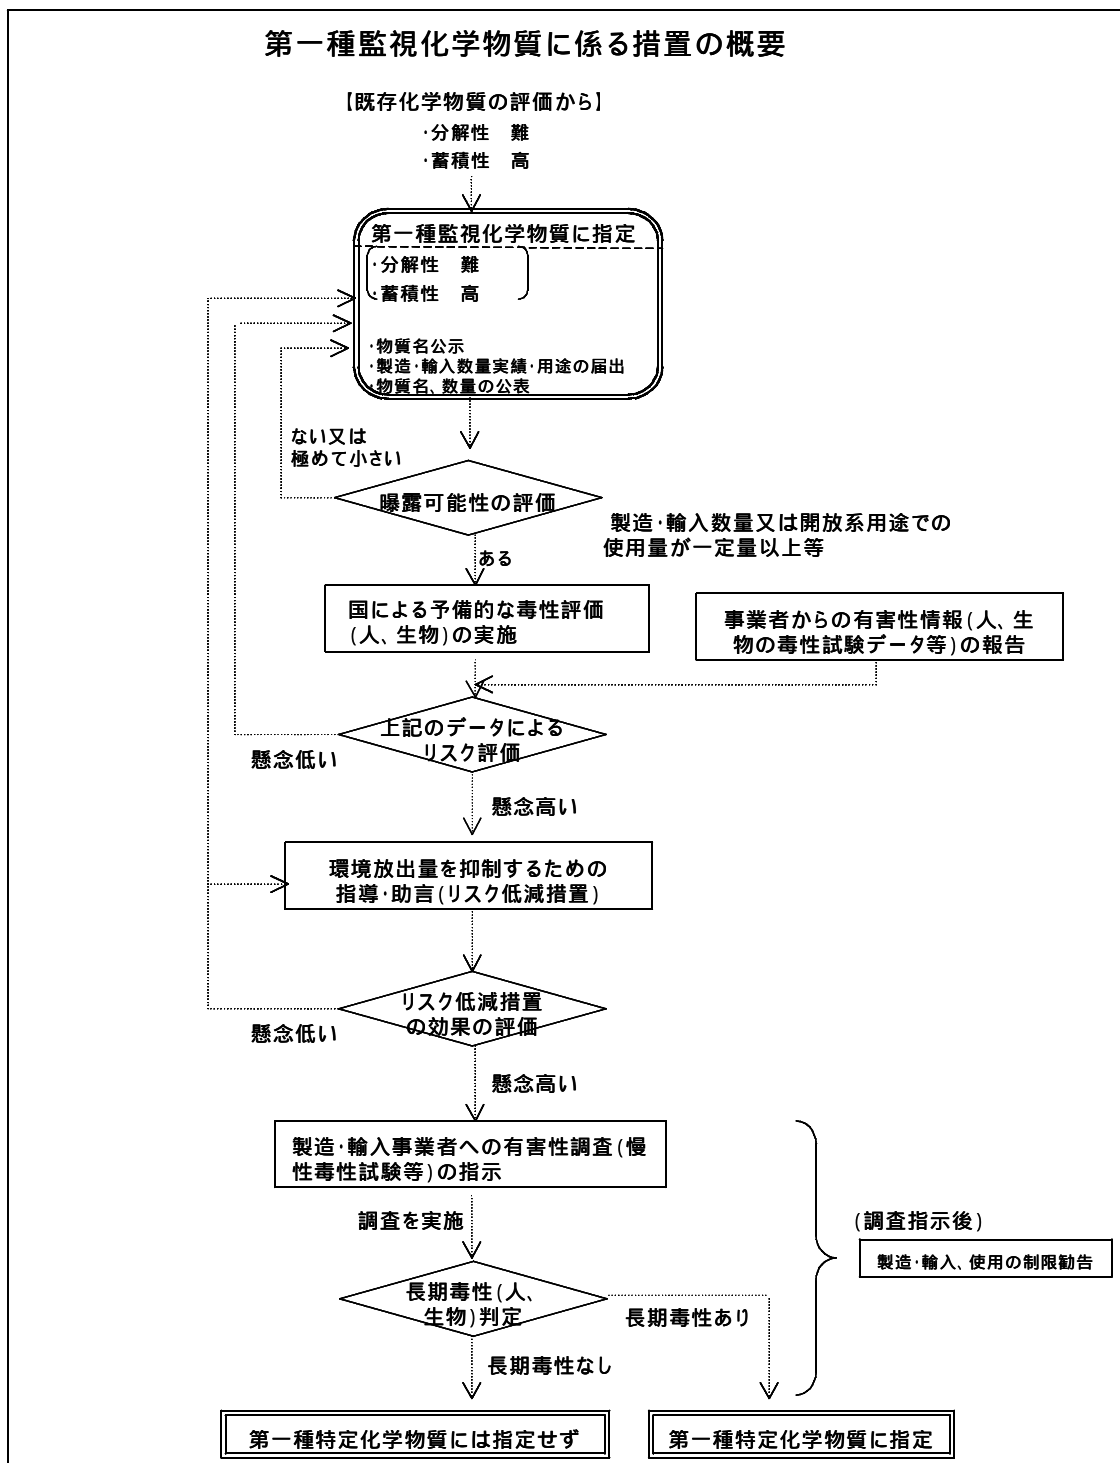 第一種監視化学物質に係る措置の概要
【既存化学物質の評価から】
・分解性　難
・蓄積性　高
第一種監視化学物質に指定
・分解性　難
・蓄積性　高
・物質名公示
・製造・輸入数量実績・用途の届出
・物質名、数量の公表
ない又は
極めて小さい
曝露可能性の評価
製造・輸入数量又は開放系用途での
使用量が一定量以上等
ある
国による予備的な毒性評価
(人、生物)の実施
事業者からの有害性情報(人、生
物の毒性試験データ等)の報告
上記のデータによる
リスク評価
懸念低い
懸念高い
環境放出量を抑制するための
指導・助言(リスク低減措置)
リスク低減措置
の効果の評価
懸念低い
懸念高い
製造・輸入事業者への有害性調査(慢
性毒性試験等)の指示
調査を実施
(調査指示後)
製造・輸入、使用の制限勧告
長期毒性(人、
生物)判定
長期毒性あり
長期毒性なし
第一種特定化学物質には指定せず
第一種特定化学物質に指定